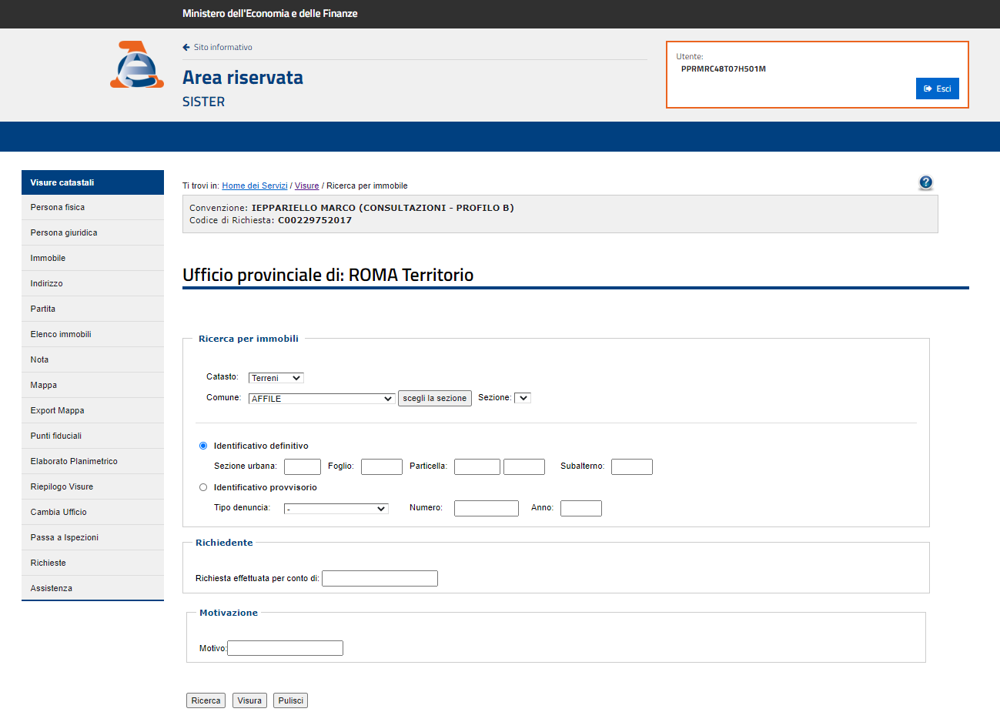 Ministero dell'Economia e delle Finanze
Sito informativo
Area riservata
SISTER
Utente:
PPRMRC48T07H501M
Esci
Visure catastali
Persona fisica
Persona giuridica
Immobile
Indirizzo
Partita
Elenco immobili
Nota
Mappa
Export Mappa
Punti fiduciali
Elaborato Planimetrico
Riepilogo Visure
Cambia Ufficio
Passa a Ispezioni
Richieste
Assistenza
Ti trovi in: Home dei Servizi / Visure / Ricerca per immobile
?
Convenzione: IEPPARIELLO MARCO (CONSULTAZIONI - PROFILO B)
Codice di Richiesta: C00229752017
Ufficio provinciale di: ROMA Territorio
Ricerca per immobili
Catasto: Terreni
Comune: AFFILE scegli la sezione Sezione:
Identificativo definitivo
Sezione urbana: Foglio: Particella: Subalterno:
Identificativo provvisorio
Tipo denuncia: - Numero: Anno:
Richiedente
Richiesta effettuata per conto di:
Motivazione
Motivo:
Ricerca Visura Pulisci